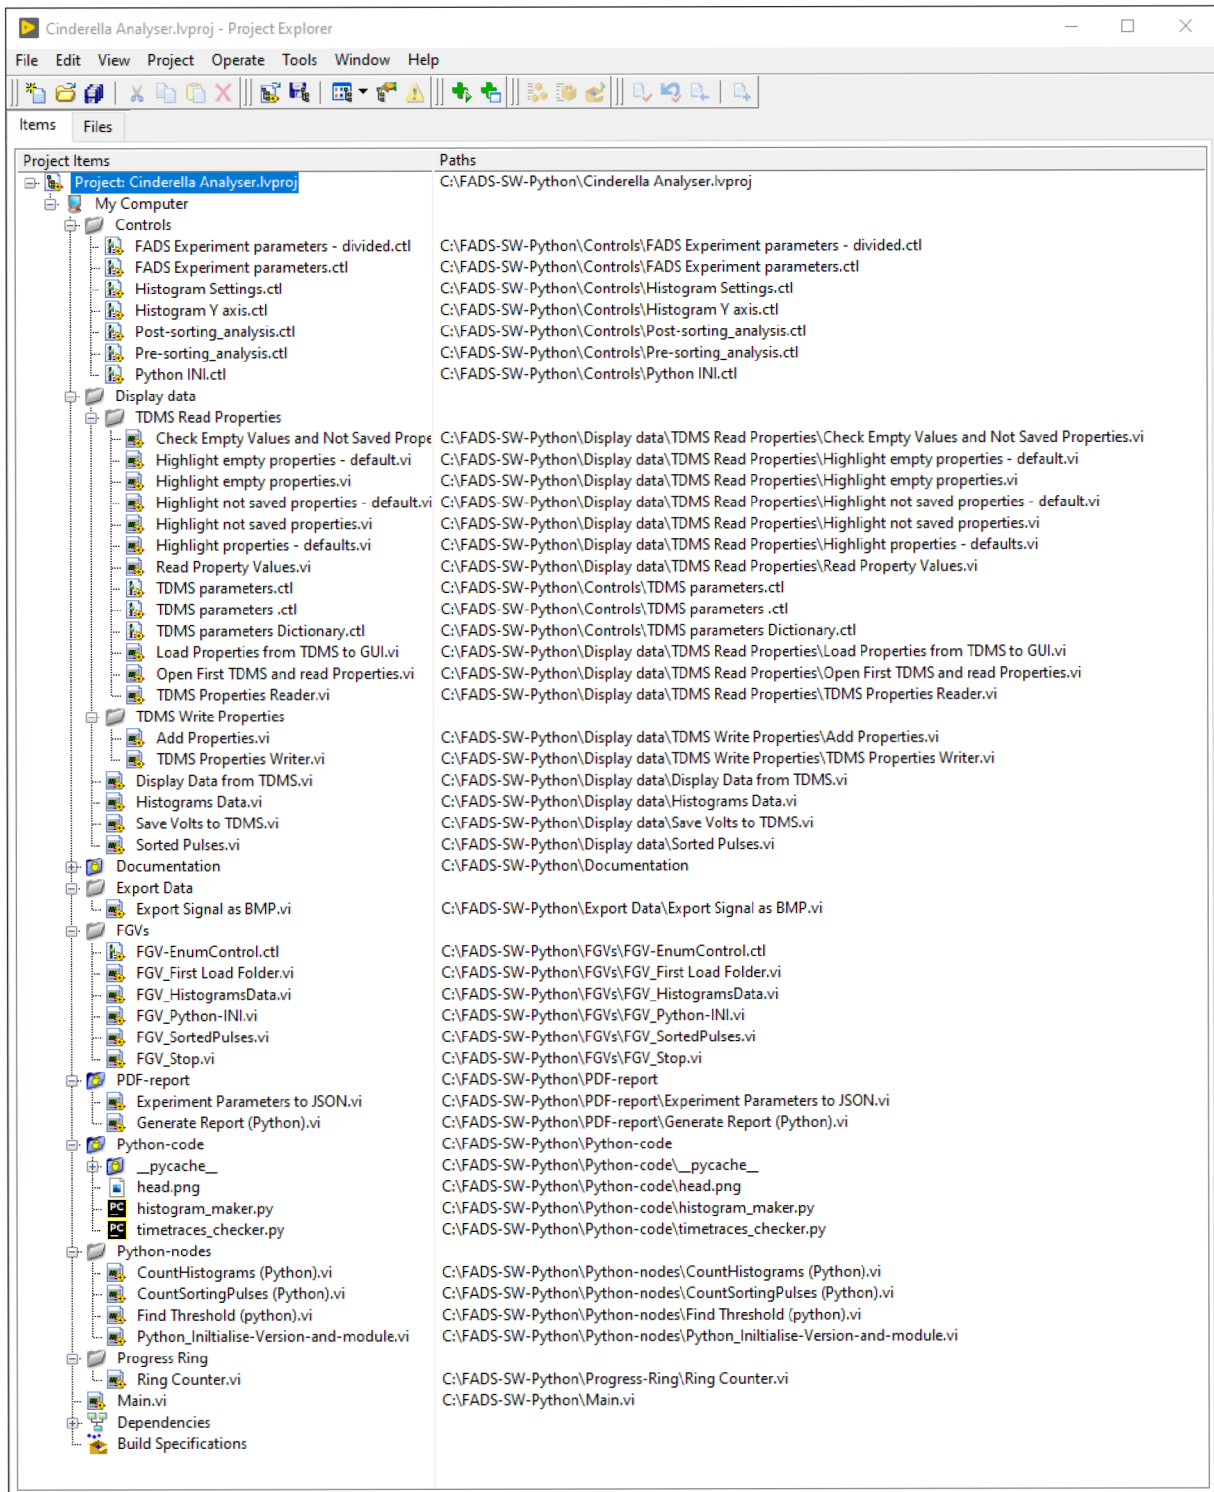 Cinderella Analyser.lvproj - Project Explorer
File Edit View Project Operate Tools Window Help
Items Files
Project Items Paths
Project: Cinderella Analyser.lvproj C:\FADS-SW-Python\Cinderella Analyser.lvproj
My Computer
Controls
FADS Experiment parameters - divided.ctl C:\FADS-SW-Python\Controls\FADS Experiment parameters - divided.ctl
FADS Experiment parameters.ctl C:\FADS-SW-Python\Controls\FADS Experiment parameters.ctl
Histogram Settings.ctl C:\FADS-SW-Python\Controls\Histogram Settings.ctl
Histogram Y axis.ctl C:\FADS-SW-Python\Controls\Histogram Y axis.ctl
Post-sorting_analysis.ctl C:\FADS-SW-Python\Controls\Post-sorting_analysis.ctl
Pre-sorting_analysis.ctl C:\FADS-SW-Python\Controls\Pre-sorting_analysis.ctl
Python INI.ctl C:\FADS-SW-Python\Controls\Python INI.ctl
Display data
TDMS Read Properties
Check Empty Values and Not Saved Prope C:\FADS-SW-Python\Display data\TDMS Read Properties\Check Empty Values and Not Saved Properties.vi
Highlight empty properties - default.vi C:\FADS-SW-Python\Display data\TDMS Read Properties\Highlight empty properties - default.vi
Highlight empty properties.vi C:\FADS-SW-Python\Display data\TDMS Read Properties\Highlight empty properties.vi
Highlight not saved properties - default.vi C:\FADS-SW-Python\Display data\TDMS Read Properties\Highlight not saved properties - default.vi
Highlight not saved properties.vi C:\FADS-SW-Python\Display data\TDMS Read Properties\Highlight not saved properties.vi
Highlight properties - defaults.vi C:\FADS-SW-Python\Display data\TDMS Read Properties\Highlight properties - defaults.vi
Read Property Values.vi C:\FADS-SW-Python\Display data\TDMS Read Properties\Read Property Values.vi
TDMS parameters.ctl C:\FADS-SW-Python\Controls\TDMS parameters.ctl
TDMS parameters .ctl C:\FADS-SW-Python\Controls\TDMS parameters .ctl
TDMS parameters Dictionary.ctl C:\FADS-SW-Python\Controls\TDMS parameters Dictionary.ctl
Load Properties from TDMS to GUI.vi C:\FADS-SW-Python\Display data\TDMS Read Properties\Load Properties from TDMS to GUI.vi
Open First TDMS and read Properties.vi C:\FADS-SW-Python\Display data\TDMS Read Properties\Open First TDMS and read Properties.vi
TDMS Properties Reader.vi C:\FADS-SW-Python\Display data\TDMS Read Properties\TDMS Properties Reader.vi
TDMS Write Properties
Add Properties.vi C:\FADS-SW-Python\Display data\TDMS Write Properties\Add Properties.vi
TDMS Properties Writer.vi C:\FADS-SW-Python\Display data\TDMS Write Properties\TDMS Properties Writer.vi
Display Data from TDMS.vi C:\FADS-SW-Python\Display data\Display Data from TDMS.vi
Histograms Data.vi C:\FADS-SW-Python\Display data\Histograms Data.vi
Save Volts to TDMS.vi C:\FADS-SW-Python\Display data\Save Volts to TDMS.vi
Sorted Pulses.vi C:\FADS-SW-Python\Display data\Sorted Pulses.vi
Documentation C:\FADS-SW-Python\Documentation
Export Data
Export Signal as BMP.vi C:\FADS-SW-Python\Export Data\Export Signal as BMP.vi
FGVs
FGV-EnumControl.ctl C:\FADS-SW-Python\FGVs\FGV-EnumControl.ctl
FGV_First Load Folder.vi C:\FADS-SW-Python\FGVs\FGV_First Load Folder.vi
FGV_HistogramsData.vi C:\FADS-SW-Python\FGVs\FGV_HistogramsData.vi
FGV_Python-INI.vi C:\FADS-SW-Python\FGVs\FGV_Python-INI.vi
FGV_SortedPulses.vi C:\FADS-SW-Python\FGVs\FGV_SortedPulses.vi
FGV_Stop.vi C:\FADS-SW-Python\FGVs\FGV_Stop.vi
PDF-report C:\FADS-SW-Python\PDF-report
Experiment Parameters to JSON.vi C:\FADS-SW-Python\PDF-report\Experiment Parameters to JSON.vi
Generate Report (Python).vi C:\FADS-SW-Python\PDF-report\Generate Report (Python).vi
Python-code C:\FADS-SW-Python\Python-code
__pycache__ C:\FADS-SW-Python\Python-code\__pycache__
head.png C:\FADS-SW-Python\Python-code\head.png
PC histogram_maker.py C:\FADS-SW-Python\Python-code\histogram_maker.py
PC timetraces_checker.py C:\FADS-SW-Python\Python-code\timetraces_checker.py
Python-nodes
CountHistograms (Python).vi C:\FADS-SW-Python\Python-nodes\CountHistograms (Python).vi
CountSortingPulses (Python).vi C:\FADS-SW-Python\Python-nodes\CountSortingPulses (Python).vi
Find Threshold (python).vi C:\FADS-SW-Python\Python-nodes\Find Threshold (python).vi
Python_Iniltialise-Version-and-module.vi C:\FADS-SW-Python\Python-nodes\Python_Iniltialise-Version-and-module.vi
Progress Ring
Ring Counter.vi C:\FADS-SW-Python\Progress-Ring\Ring Counter.vi
Main.vi C:\FADS-SW-Python\Main.vi
Dependencies
Build Specifications